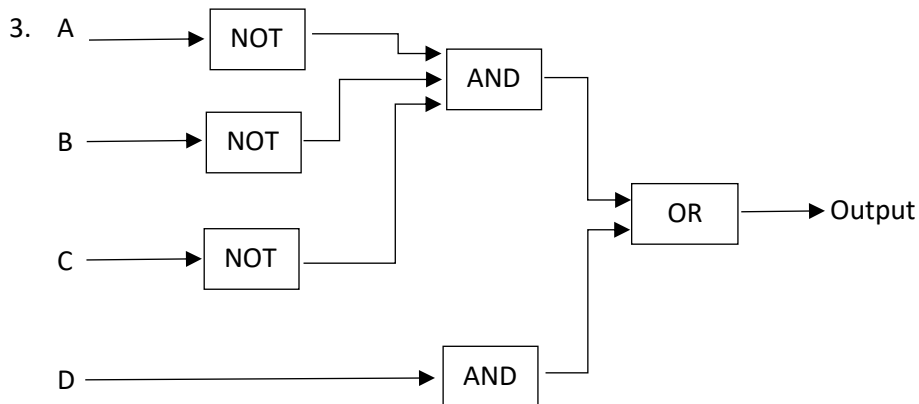 3. A
NOT
AND
B
NOT
OR
Output
C
NOT
D
AND